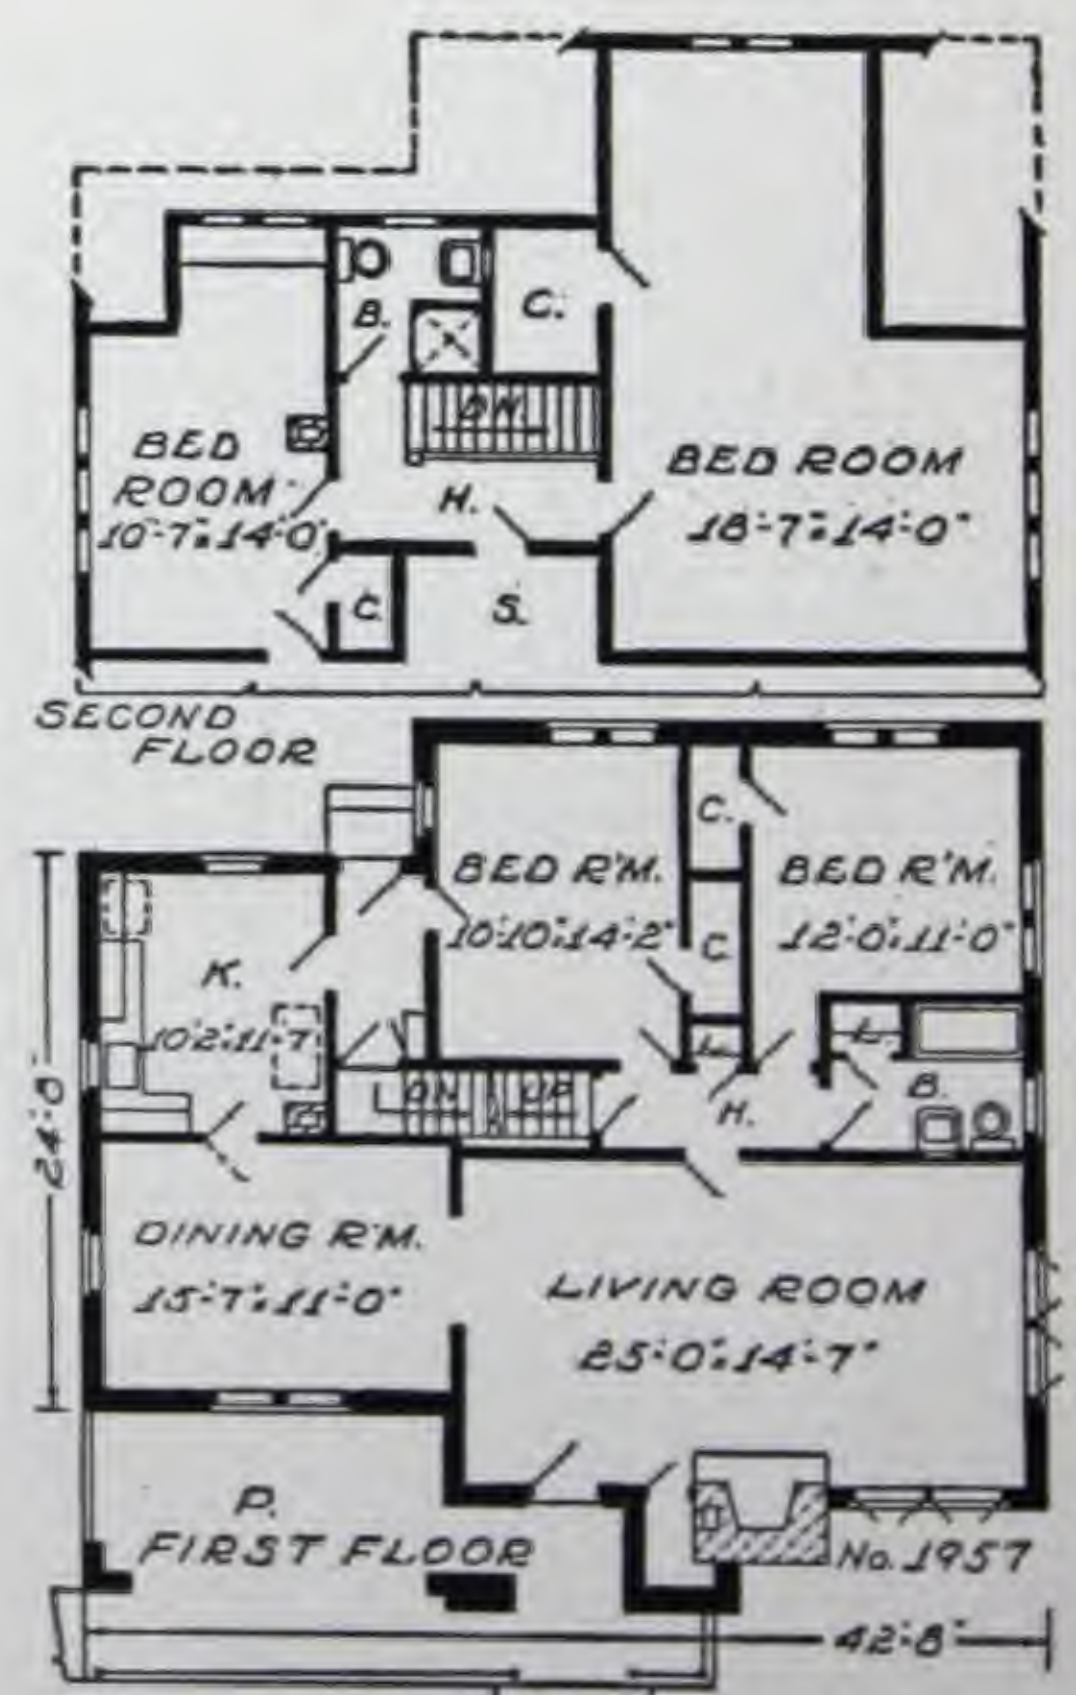 C.
B.
DN.
BED
ROOM
10'-7"x14'-0"
H.
BED ROOM
18'-7"x14'-0"
C.
S.
SECOND
FLOOR
C.
BED R'M.
10'-10"x14'-2"
BED R'M.
12'-0"x11'-0"
C
K.
10'2"x11'-7"
L.
L.
B.
DN
UP
H.
24'-0"
DINING R'M.
15'-7"x11'-0"
LIVING ROOM
25'-0"x14'-7"
P.
FIRST FLOOR
No. 1957
42'-8"